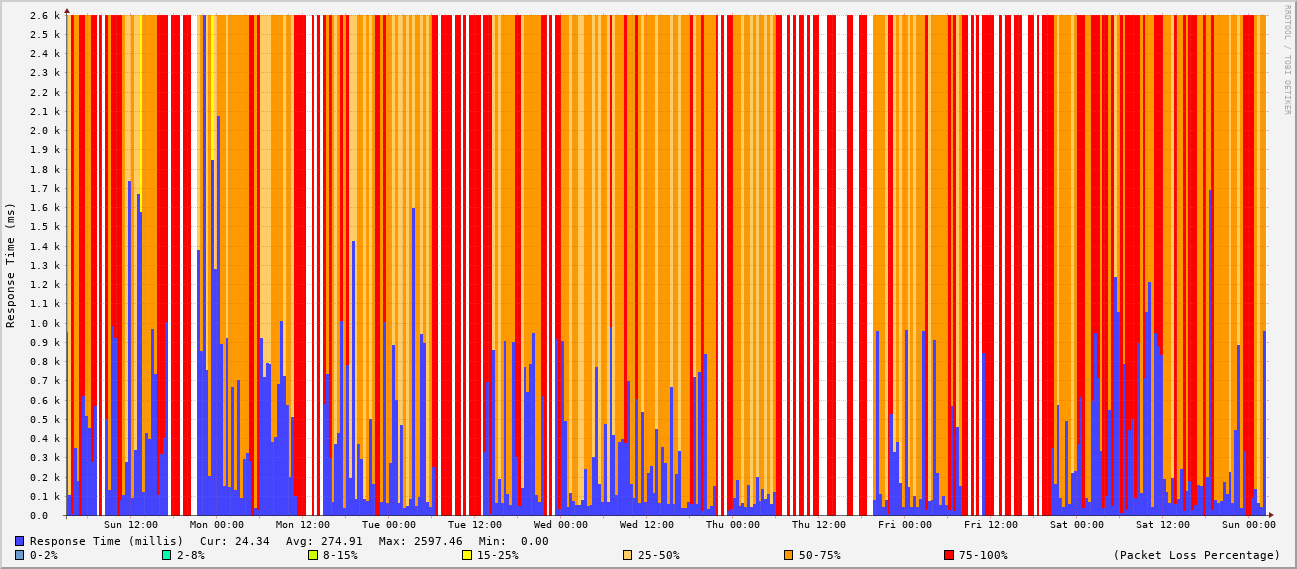 2.6 k
2.5 k
2.4 k
2.3 k
2.2 k
2.1 k
2.0 k
1.9 k
1.8 k
1.7 k
1.6 k
1.5 k
1.4 k
1.3 k
1.2 k
1.1 k
1.0 k
0.9 k
0.8 k
0.7 k
0.6 k
0.5 k
0.4 k
0.3 k
0.2 k
0.1 k
0.0
Response Time (ms)
RRDTOOL / TOBI OETIKER
Sun 12:00 Mon 00:00 Mon 12:00 Tue 00:00 Tue 12:00 Wed 00:00 Wed 12:00 Thu 00:00 Thu 12:00 Fri 00:00 Fri 12:00 Sat 00:00 Sat 12:00 Sun 00:00
Response Time (millis) Cur: 24.34 Avg: 274.91 Max: 2597.46 Min: 0.00
0-2% 2-8% 8-15% 15-25% 25-50% 50-75% 75-100% (Packet Loss Percentage)